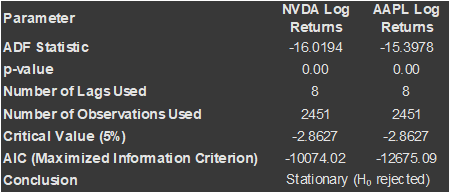 Parameter NVDA Log Returns AAPL Log Returns
ADF Statistic -16.0194 -15.3978
p-value 0.00 0.00
Number of Lags Used 8 8
Number of Observations Used 2451 2451
Critical Value (5%) -2.8627 -2.8627
AIC (Maximized Information Criterion) -10074.02 -12675.09
Conclusion Stationary (H₀ rejected)